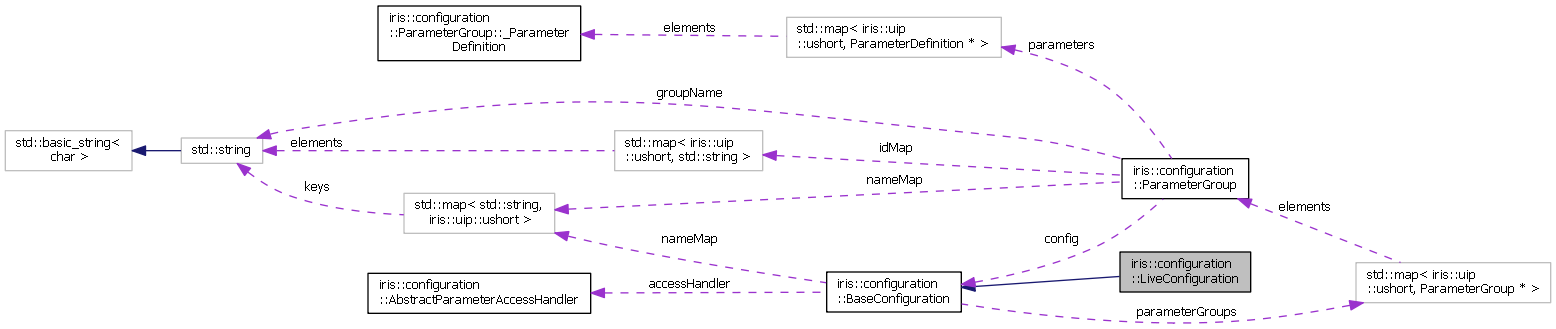 iris::configuration
::ParameterGroup::_Parameter
Definition
elements
std::map< iris::uip
::ushort, ParameterDefinition * >
parameters
groupName
std::basic_string<
char >
std::string
elements
std::map< iris::uip
::ushort, std::string >
idMap
iris::configuration
::ParameterGroup
keys
std::map< std::string,
iris::uip::ushort >
nameMap
elements
nameMap
config
iris::configuration
::LiveConfiguration
iris::configuration
::AbstractParameterAccessHandler
accessHandler
iris::configuration
::BaseConfiguration
parameterGroups
std::map< iris::uip
::ushort, ParameterGroup * >